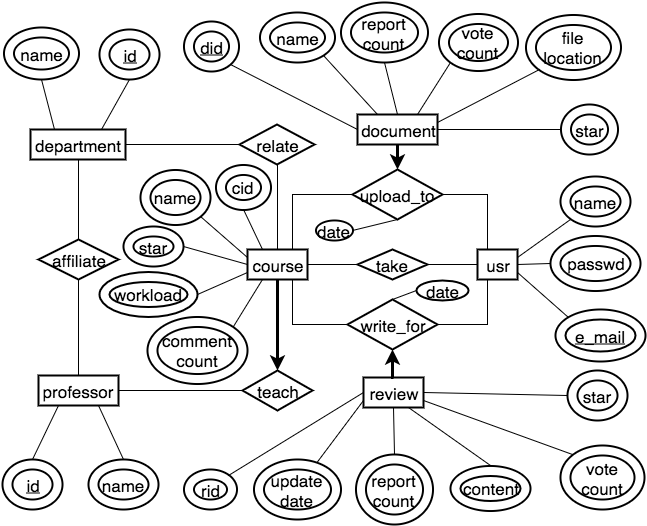 name
id
did
name
report
count
vote
count
file
location
department
relate
document
star
cid
name
upload_to
date
name
star
affiliate
course
take
usr
passwd
workload
date
comment
count
write_for
e_mail
professor
teach
review
star
id
name
rid
update
date
report
count
content
vote
count